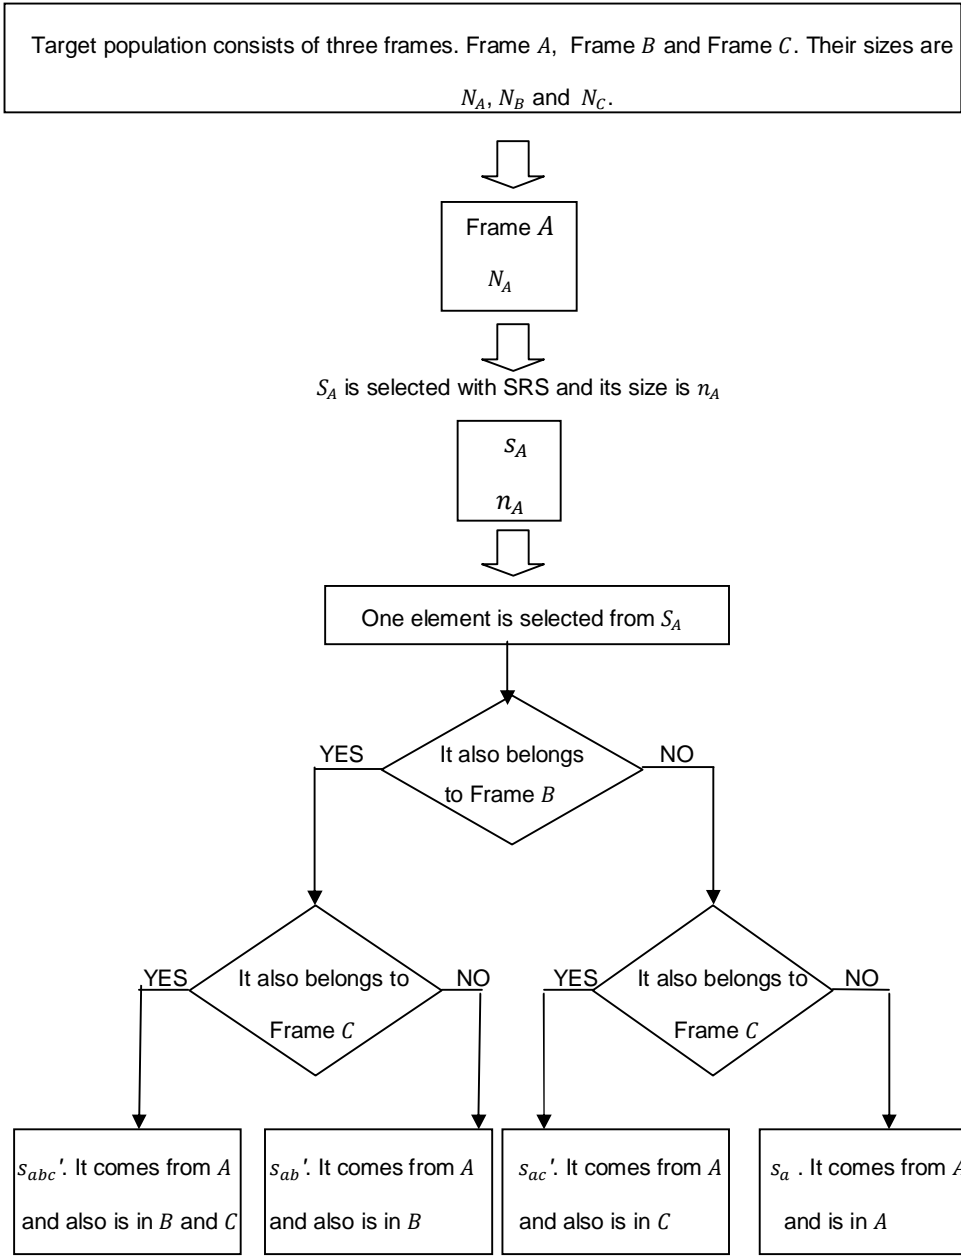 Target population consists of three frames. Frame A, Frame B and Frame C. Their sizes are
N_A, N_B and N_C.
Frame A
N_A
S_A is selected with SRS and its size is n_A
s_A
n_A
One element is selected from S_A
YES
It also belongs
NO
to Frame B
YES
It also belongs to
NO
YES
It also belongs to
NO
Frame C
Frame C
s_abc'. It comes from A
and also is in B and C
s_ab'. It comes from A
and also is in B
s_ac'. It comes from A
and also is in C
s_a . It comes from A
and is in A